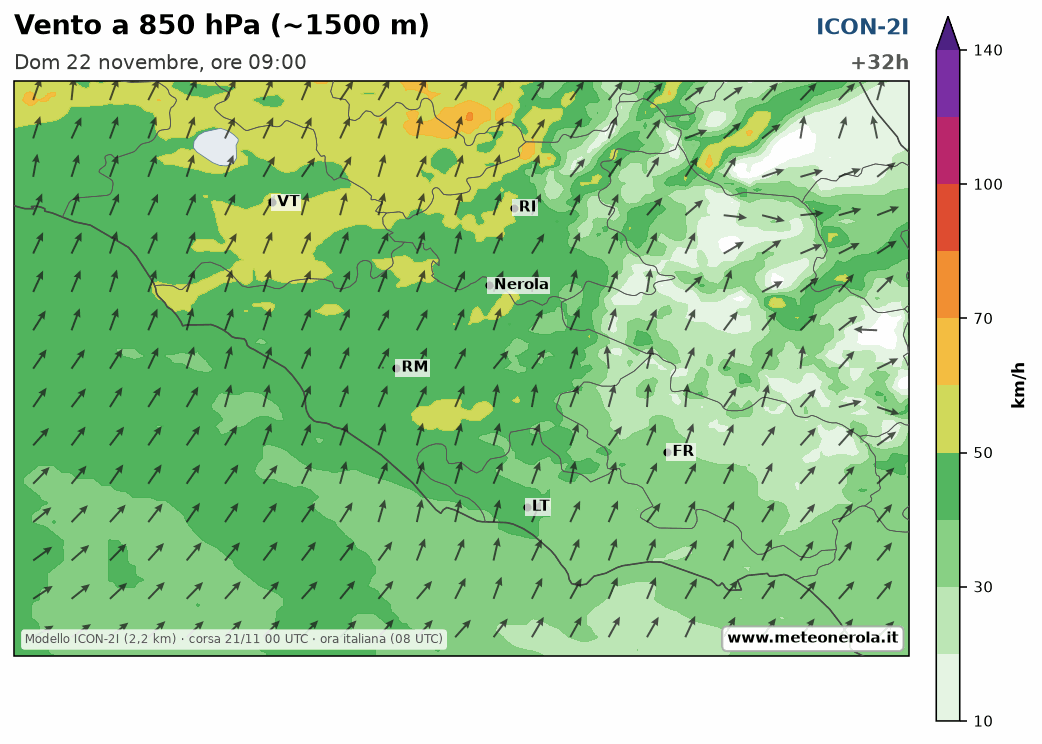 Vento a 850 hPa (~1500 m)
ICON-2I
Dom 22 novembre, ore 09:00
+32h
140
100
70
50
30
10
km/h
VT
RI
Nerola
RM
FR
LT
Modello ICON-2I (2,2 km) · corsa 21/11 00 UTC · ora italiana (08 UTC)
www.meteonerola.it